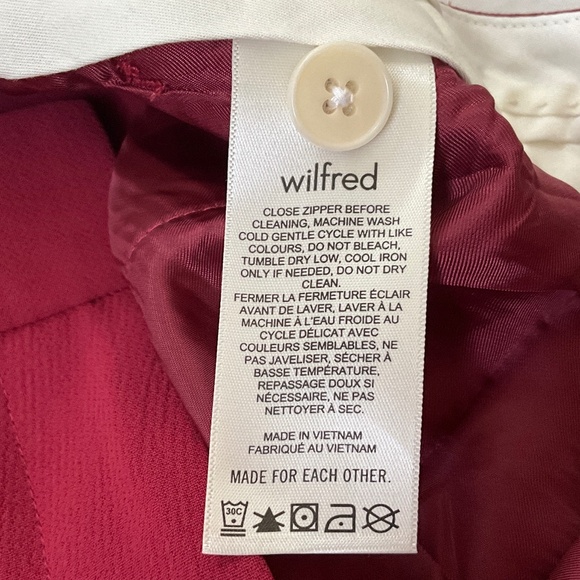 wilfred
CLOSE ZIPPER BEFORE
CLEANING, MACHINE WASH
COLD GENTLE CYCLE WITH LIKE
COLOURS, DO NOT BLEACH,
TUMBLE DRY LOW, COOL IRON
ONLY IF NEEDED, DO NOT DRY
CLEAN.
FERMER LA FERMETURE ÉCLAIR
AVANT DE LAVER, LAVER À LA
MACHINE À L'EAU FROIDE AU
CYCLE DÉLICAT AVEC
COULEURS SEMBLABLES, NE
PAS JAVELISER, SÉCHER À
BASSE TEMPÉRATURE,
REPASSAGE DOUX SI
NÉCESSAIRE, NE PAS
NETTOYER À SEC.
MADE IN VIETNAM
FABRIQUÉ AU VIETNAM
MADE FOR EACH OTHER.
30C